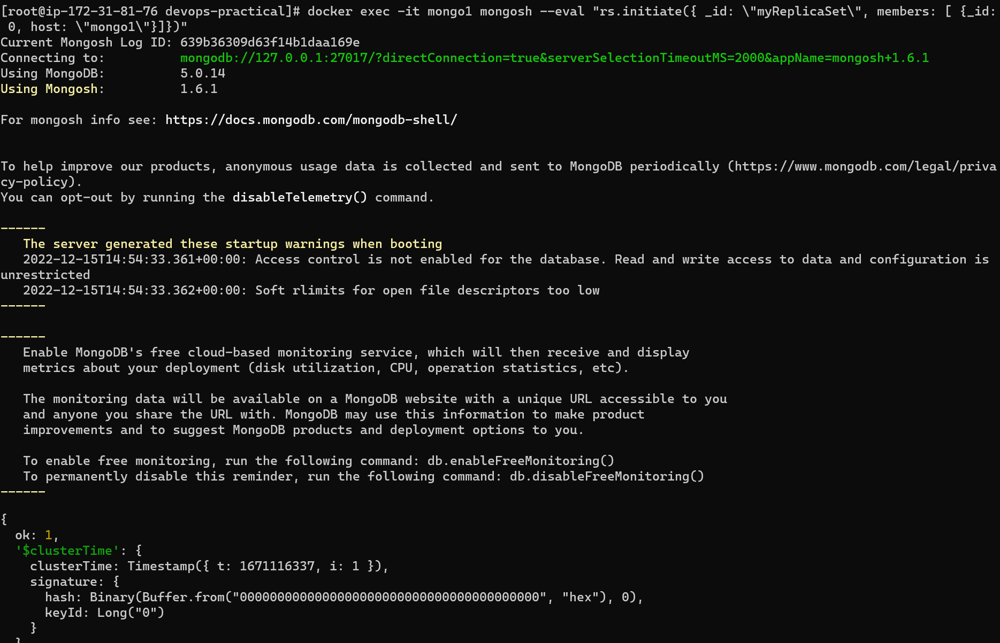 [root@ip-172-31-81-76 devops-practical]# docker exec -it mongo1 mongosh --eval "rs.initiate({ _id: \"myReplicaSet\", members: [ {_id:
 0, host: \"mongo1\"}]})"
Current Mongosh Log ID: 639b36309d63f14b1daa169e
Connecting to:          mongodb://127.0.0.1:27017/?directConnection=true&serverSelectionTimeoutMS=2000&appName=mongosh+1.6.1
Using MongoDB:          5.0.14
Using Mongosh:          1.6.1

For mongosh info see: https://docs.mongodb.com/mongodb-shell/


To help improve our products, anonymous usage data is collected and sent to MongoDB periodically (https://www.mongodb.com/legal/priva
cy-policy).
You can opt-out by running the disableTelemetry() command.

------
   The server generated these startup warnings when booting
   2022-12-15T14:54:33.361+00:00: Access control is not enabled for the database. Read and write access to data and configuration is
unrestricted
   2022-12-15T14:54:33.362+00:00: Soft rlimits for open file descriptors too low
------

------
   Enable MongoDB's free cloud-based monitoring service, which will then receive and display
   metrics about your deployment (disk utilization, CPU, operation statistics, etc).

   The monitoring data will be available on a MongoDB website with a unique URL accessible to you
   and anyone you share the URL with. MongoDB may use this information to make product
   improvements and to suggest MongoDB products and deployment options to you.

   To enable free monitoring, run the following command: db.enableFreeMonitoring()
   To permanently disable this reminder, run the following command: db.disableFreeMonitoring()
------

{
  ok: 1,
  '$clusterTime': {
    clusterTime: Timestamp({ t: 1671116337, i: 1 }),
    signature: {
      hash: Binary(Buffer.from("0000000000000000000000000000000000000000", "hex"), 0),
      keyId: Long("0")
    }
  }